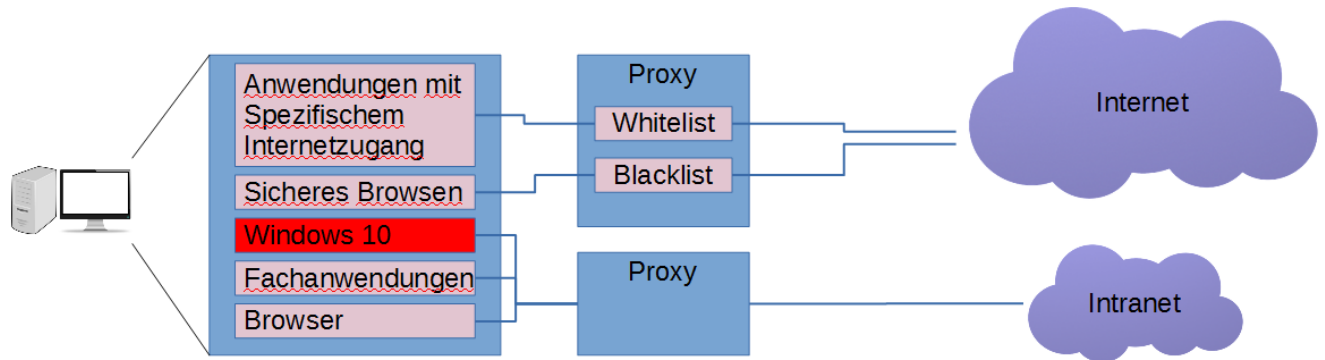 Anwendungen mit
Spezifischem
Internetzugang
Sicheres Browsen
Windows 10
Fachanwendungen
Browser
Proxy
Whitelist
Blacklist
Proxy
Internet
Intranet